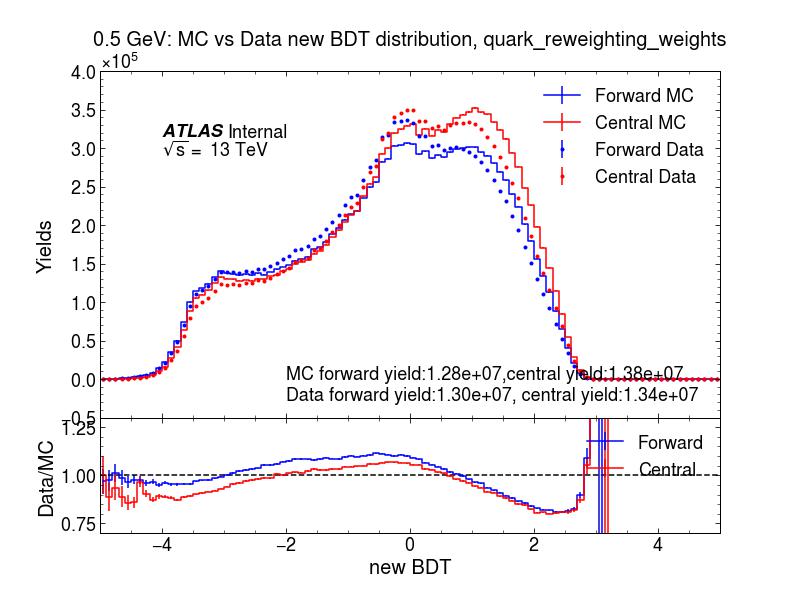 0.5 GeV: MC vs Data new BDT distribution, quark_reweighting_weights
×10⁵
4.0
3.5
3.0
2.5
2.0
1.5
1.0
0.5
0.0
0.5
Yields
ATLAS Internal
√s = 13 TeV
Forward MC
Central MC
Forward Data
Central Data
MC forward yield:1.28e+07,central yield:1.38e+07
Data forward yield:1.30e+07, central yield:1.34e+07
1.25
1.00
0.75
Data/MC
Forward
Central
−4 −2 0 2 4
new BDT